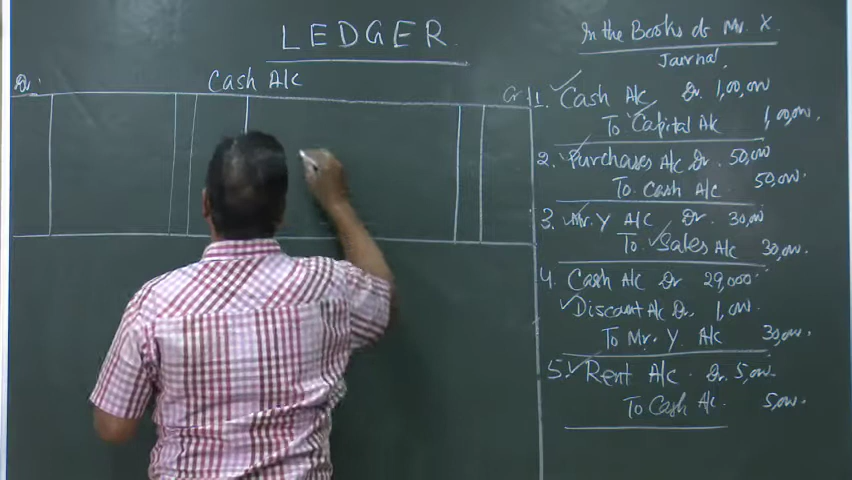 LEDGER
Dr.
Cash A/c
Cr
In the Books of Mr. X.
Journal.
1. Cash A/c Dr 1,00,000
To Capital A/c 1,00,000.
2. Purchases A/c Dr. 50,000
To Cash A/c 50,000.
3. Mr. Y A/c Dr. 30,000
To Sales A/c 30,000.
4. Cash A/c Dr 29,000
Discount A/c Dr. 1,000.
To Mr. Y A/c 30,000.
5. Rent A/c. Dr. 5,000.
To Cash A/c. 5,000.